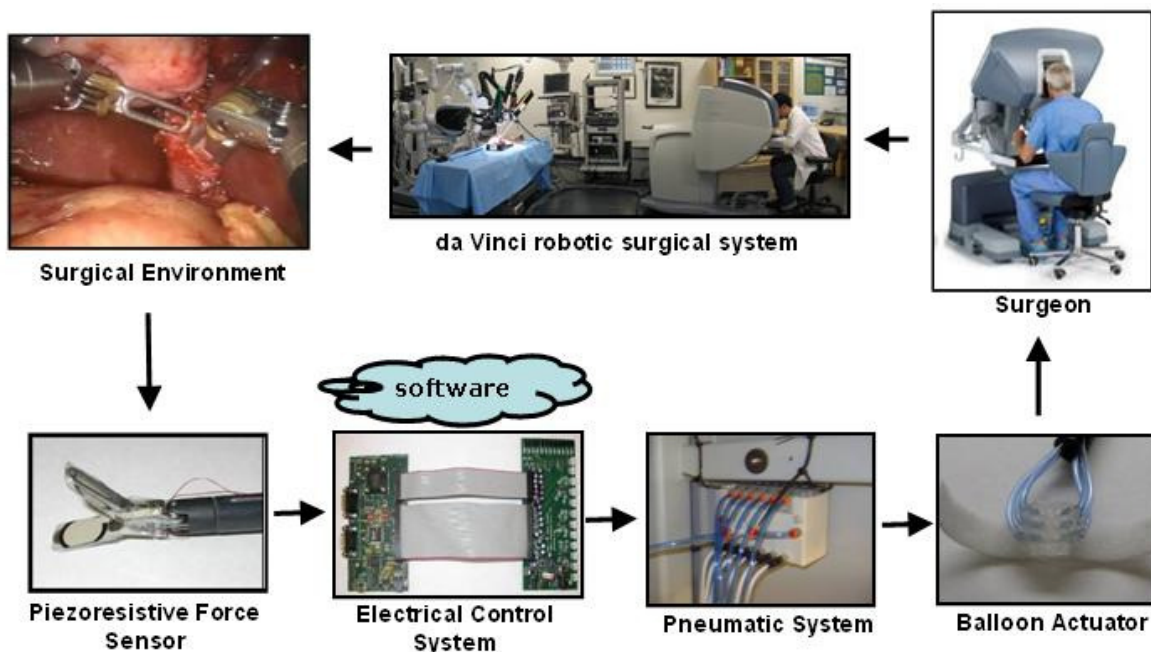 da Vinci robotic surgical system
Surgical Environment
Surgeon
software
Piezoresistive Force
Sensor
Electrical Control
System
Pneumatic System
Balloon Actuator